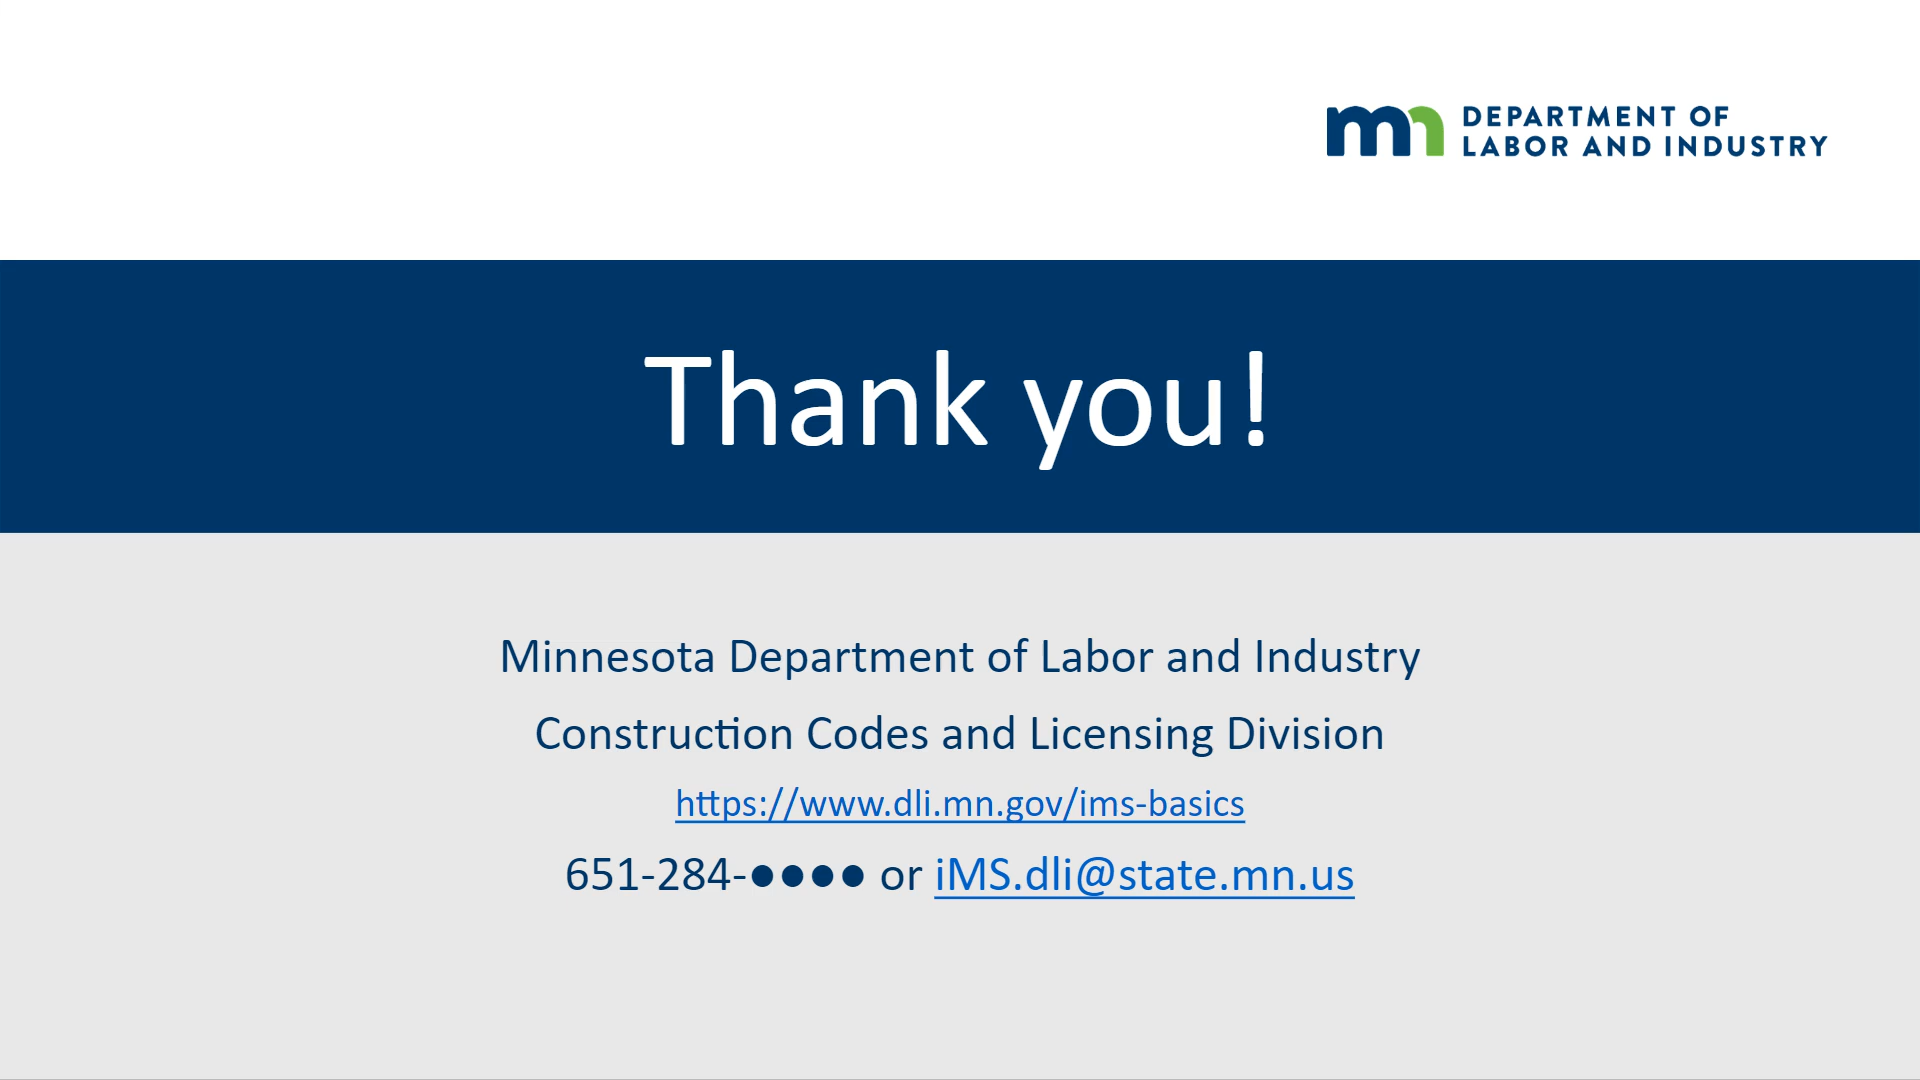 mn DEPARTMENT OF
LABOR AND INDUSTRY
Thank you!
Minnesota Department of Labor and Industry
Construction Codes and Licensing Division
https://www.dli.mn.gov/ims-basics
651-284-●●●● or iMS.dli@state.mn.us